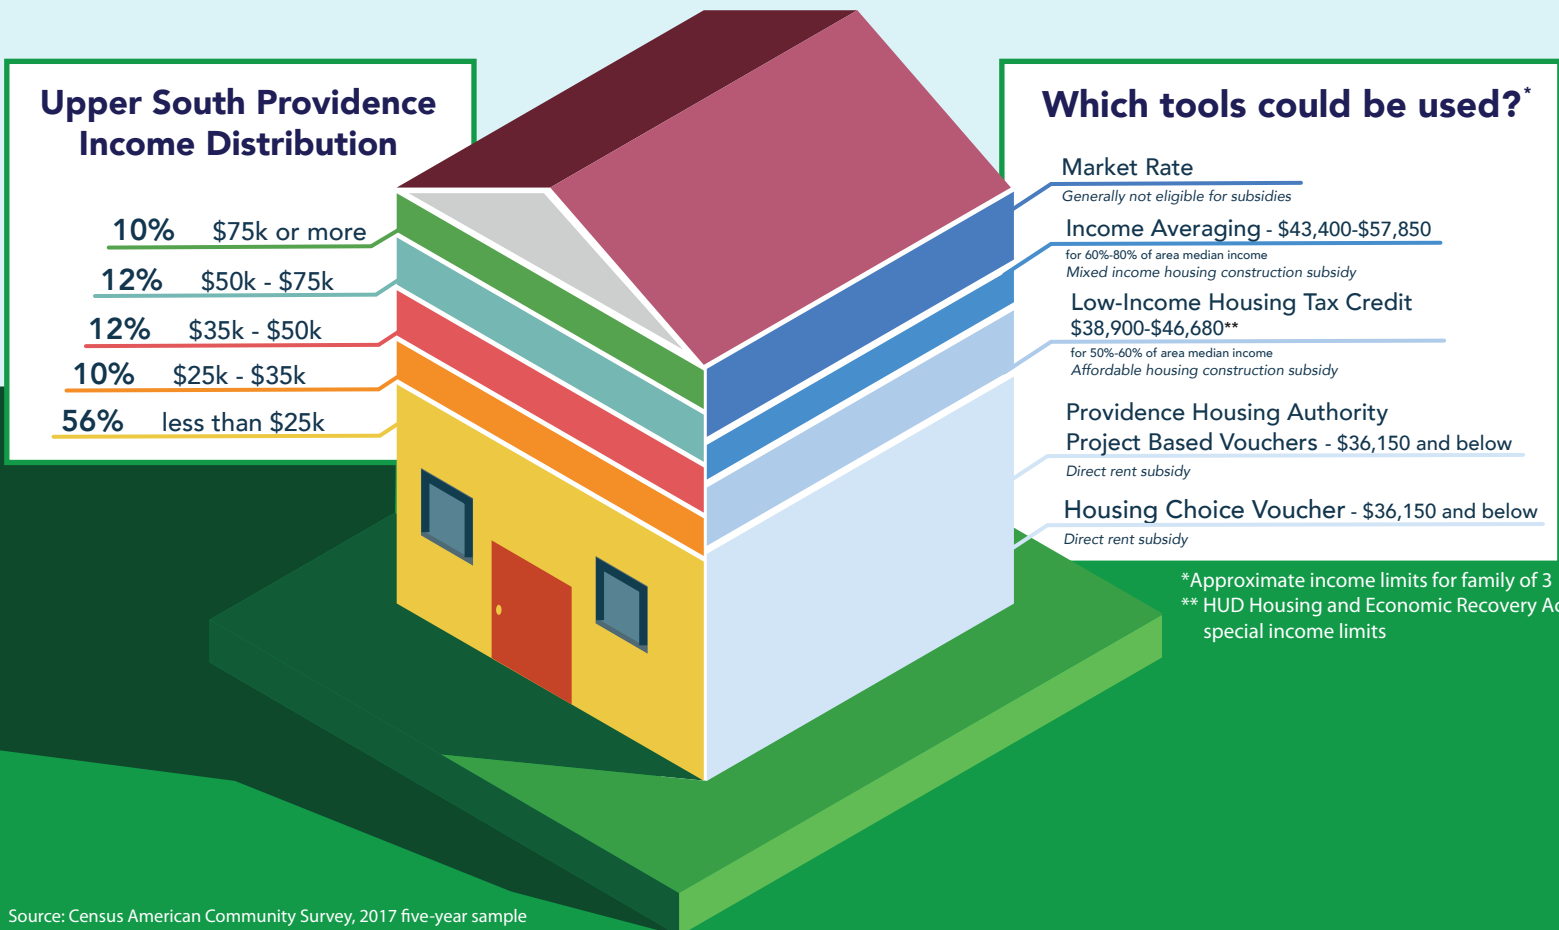 Upper South Providence
Income Distribution
10% $75k or more
12% $50k - $75k
12% $35k - $50k
10% $25k - $35k
56% less than $25k
Which tools could be used?*
Market Rate
Generally not eligible for subsidies
Income Averaging - $43,400-$57,850
for 60%-80% of area median income
Mixed income housing construction subsidy
Low-Income Housing Tax Credit
$38,900-$46,680**
for 50%-60% of area median income
Affordable housing construction subsidy
Providence Housing Authority
Project Based Vouchers - $36,150 and below
Direct rent subsidy
Housing Choice Voucher - $36,150 and below
Direct rent subsidy
*Approximate income limits for family of 3
** HUD Housing and Economic Recovery
special income limits
Source: Census American Community Survey, 2017 five-year sample